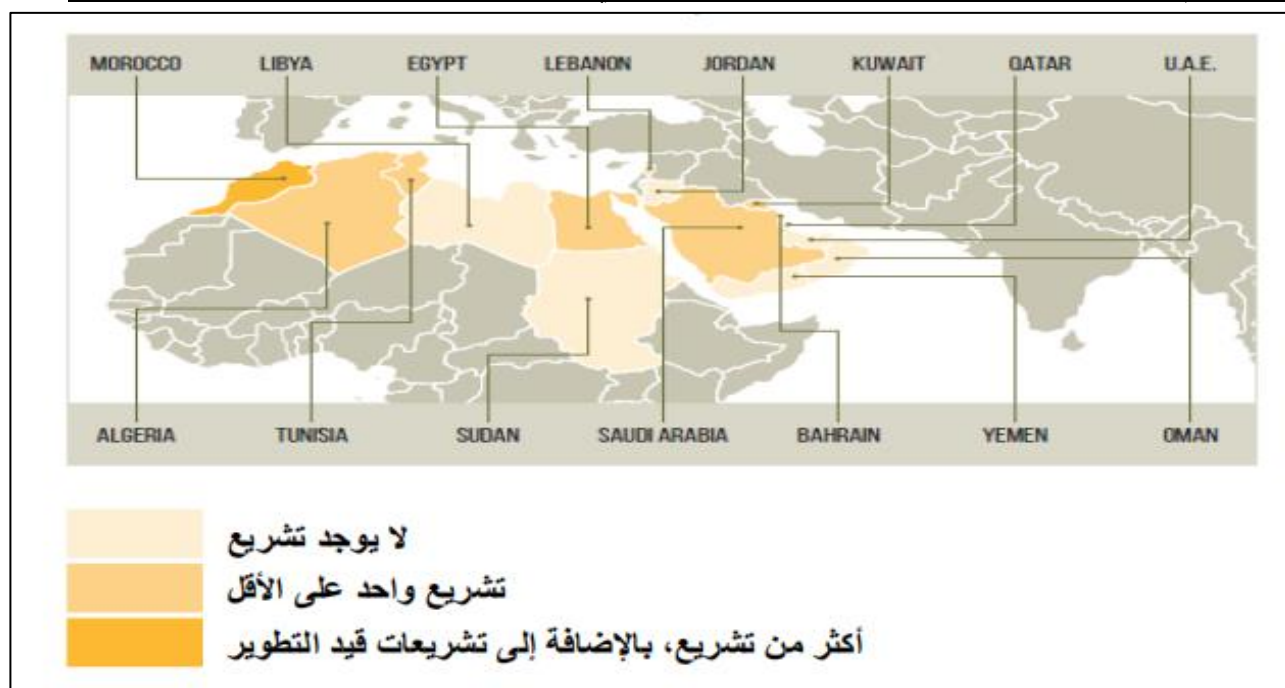 MOROCCO LIBYA EGYPT LEBANON JORDAN KUWAIT QATAR U.A.E.
ALGERIA TUNISIA SUDAN SAUDI ARABIA BAHRAIN YEMEN OMAN
لا يوجد تشريع
تشريع واحد على الأقل
أكثر من تشريع، بالإضافة إلى تشريعات قيد التطوير